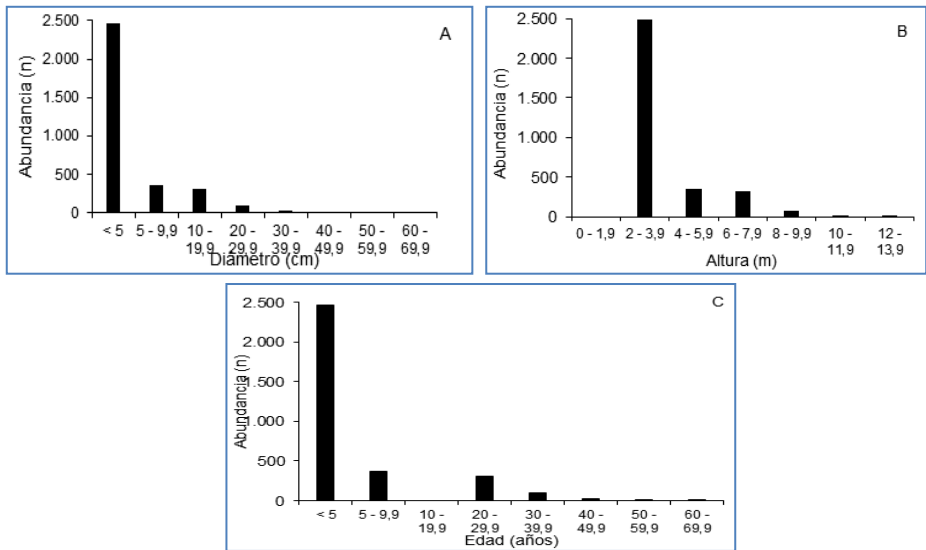 A
Abundancia (n)
2.500
2.000
1.500
1.000
500
0
< 5 5 - 9,9 10 - 19,9 20 - 29,9 30 - 39,9 40 - 49,9 50 - 59,9 60 - 69,9
Diámetro (cm)
B
Abundancia (n)
2.500
2.000
1.500
1.000
500
0
0 - 1,9 2 - 3,9 4 - 5,9 6 - 7,9 8 - 9,9 10 - 11,9 12 - 13,9
Altura (m)
C
Abundancia (n)
2.500
2.000
1.500
1.000
500
0
< 5 5 - 9,9 10 - 19,9 20 - 29,9 30 - 39,9 40 - 49,9 50 - 59,9 60 - 69,9
Edad (años)